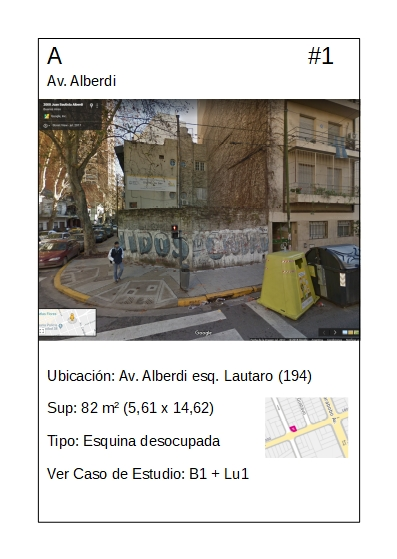 A #1
Av. Alberdi
Google
Ubicación: Av. Alberdi esq. Lautaro (194)
Sup: 82 m² (5,61 x 14,62)
Tipo: Esquina desocupada
Ver Caso de Estudio: B1 + Lu1